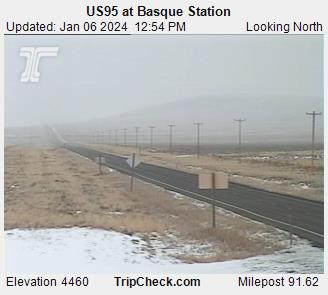 US95 at Basque Station
Updated: Jan 06 2024 12:54 PM Looking North
Elevation 4460 TripCheck.com Milepost 91.62